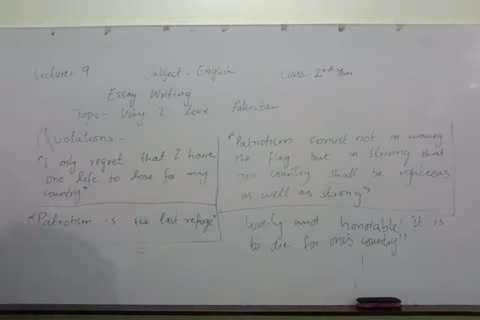 Lecture: 9 subject - English Class: 2nd Year
Essay Writing
Topic = Why I Love Pakistan
Quotations -
"I only regret that I have
one life to lose for my
country"
"Patriotism is the last refuge"
"Patriotism consist not in waving
the flag but in striving that
our country shall be righteous
as well as strong"
lovely and honorable! It is
to die for one's country"